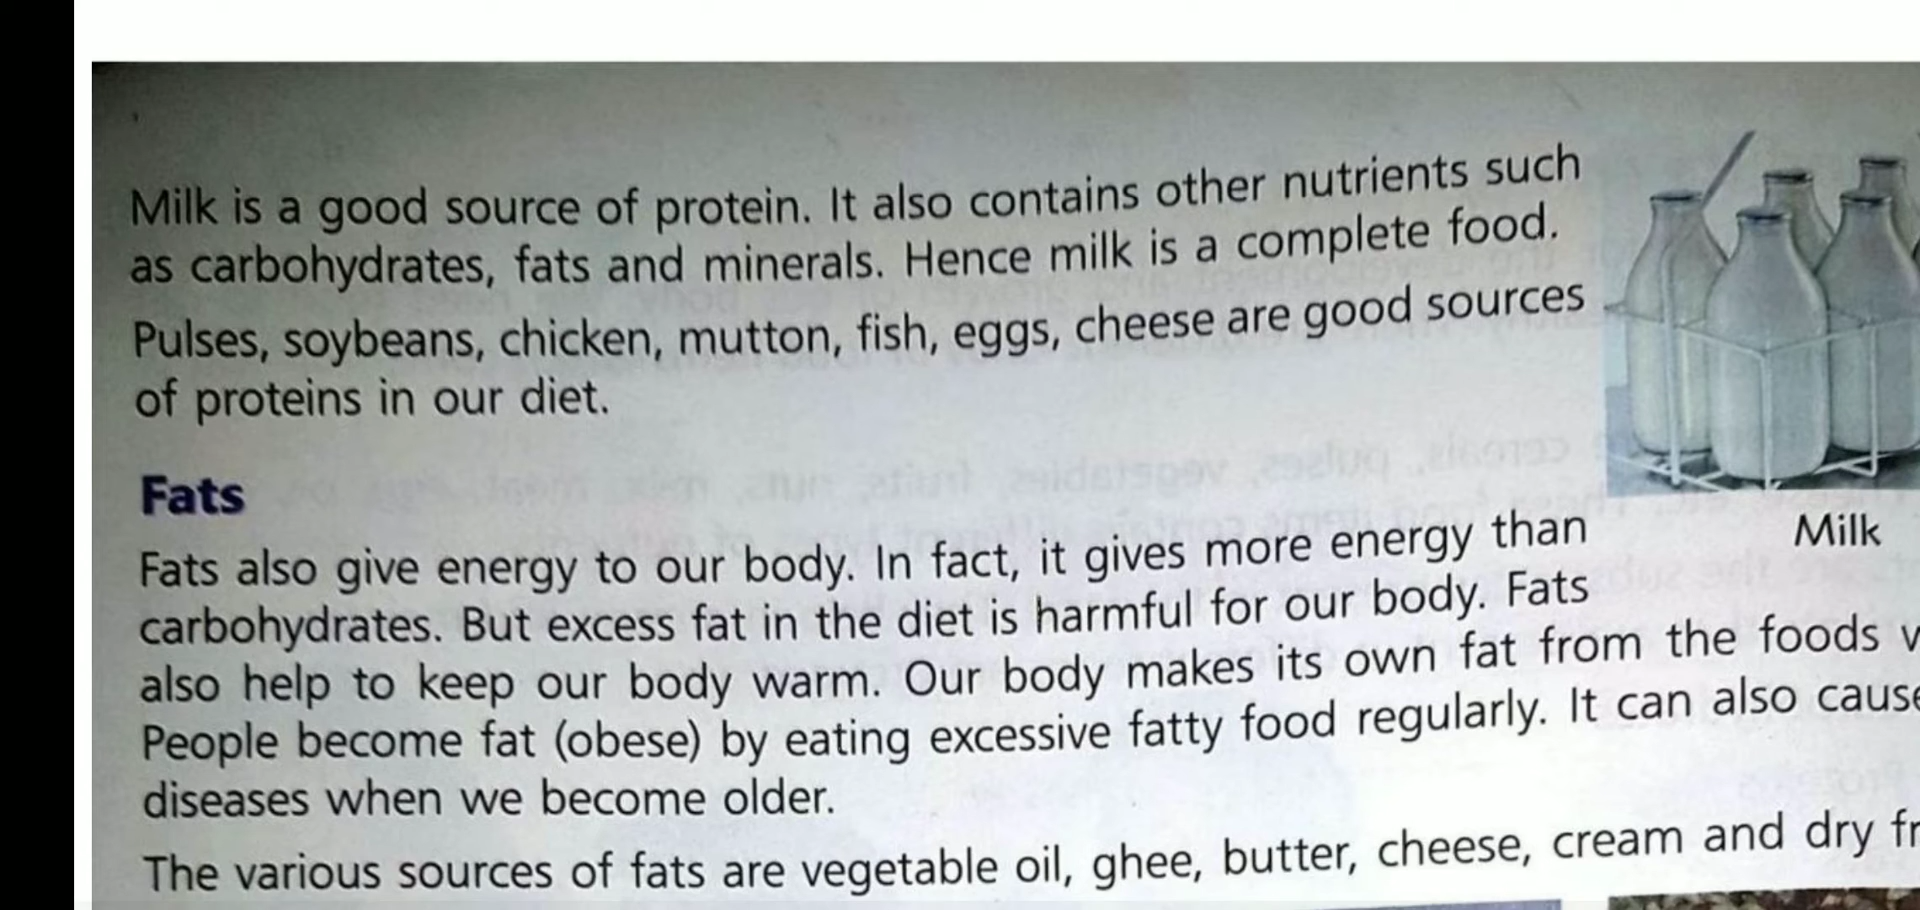 Milk is a good source of protein. It also contains other nutrients such
as carbohydrates, fats and minerals. Hence milk is a complete food.
Pulses, soybeans, chicken, mutton, fish, eggs, cheese are good sources
of proteins in our diet.
Fats
Milk
Fats also give energy to our body. In fact, it gives more energy than
carbohydrates. But excess fat in the diet is harmful for our body. Fats
also help to keep our body warm. Our body makes its own fat from the foods
People become fat (obese) by eating excessive fatty food regularly. It can also cause
diseases when we become older.
The various sources of fats are vegetable oil, ghee, butter, cheese, cream and dry